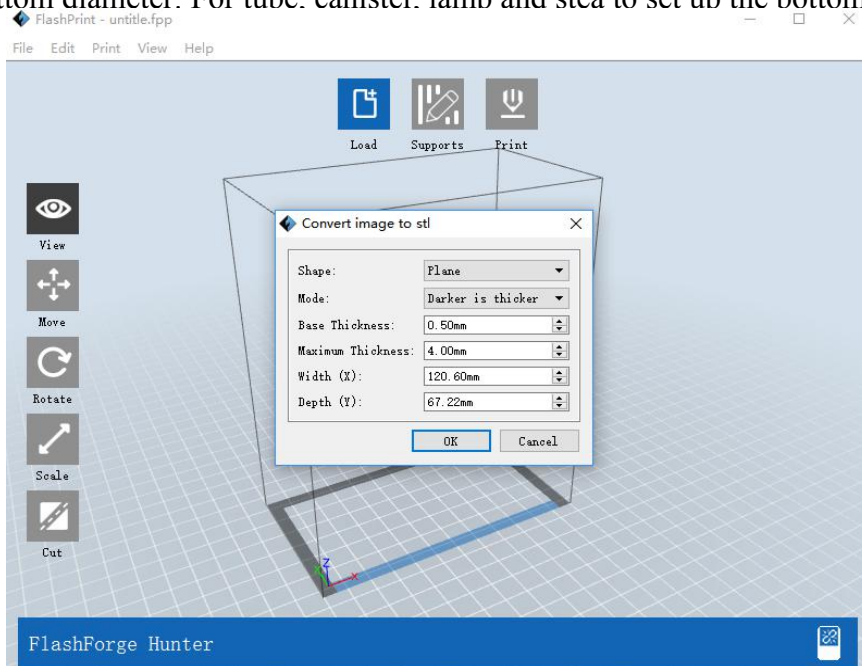 ttom diameter. For tube, canister, lamb and stea to set up the bottom
FlashPrint - untitle.fpp
File Edit Print View Help
Load Supports Print
View
Move
Rotate
Scale
Cut
Convert image to stl
Shape: Plane
Mode: Darker is thicker
Base Thickness: 0.50mm
Maximum Thickness: 4.00mm
Width (X): 120.60mm
Depth (Y): 67.22mm
OK Cancel
Z
x
FlashForge Hunter